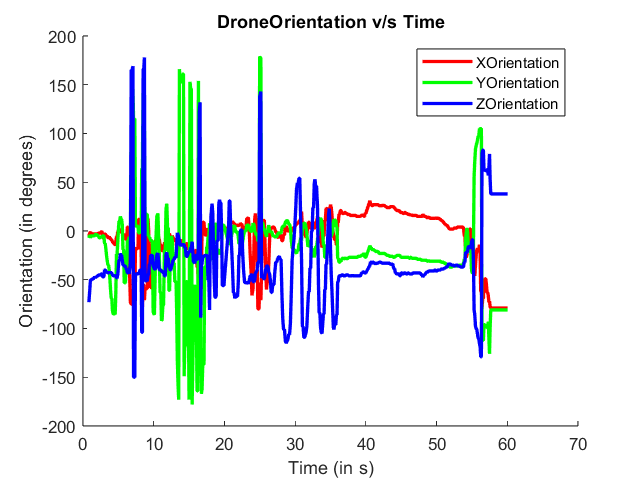 DroneOrientation v/s Time
XOrientation
YOrientation
ZOrientation
Orientation (in degrees)
200
150
100
50
0
-50
-100
-150
-200
0 10 20 30 40 50 60 70
Time (in s)